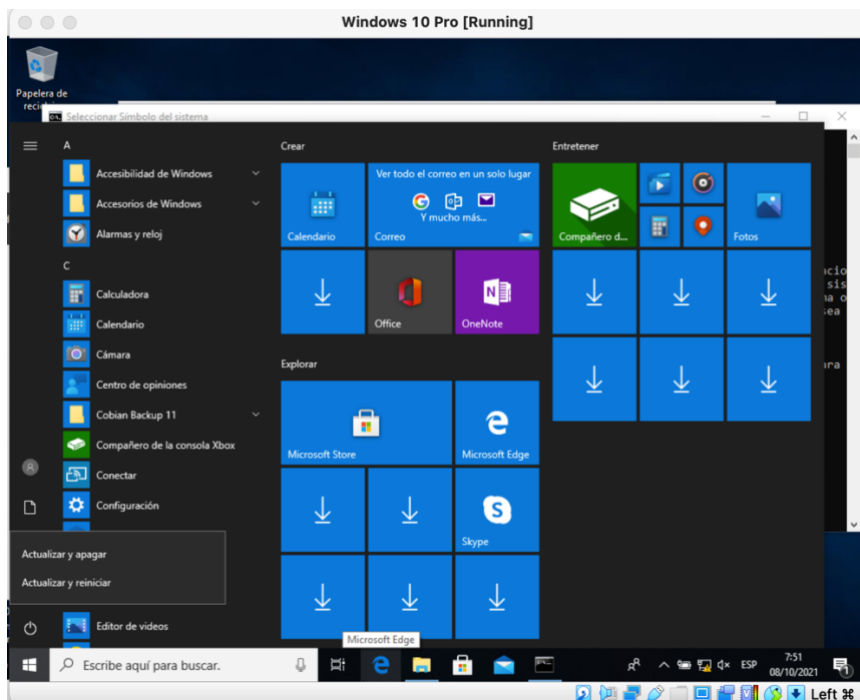 Windows 10 Pro [Running]
Papelera de
Seleccionar Símbolo del sistema
A
Accesibilidad de Windows
Accesorios de Windows
Alarmas y reloj
C
Calculadora
Calendario
Cámara
Centro de opiniones
Cobian Backup 11
Compañero de la consola Xbox
Conectar
Configuración
Actualizar y apagar
Actualizar y reiniciar
Editor de videos
Crear
Ver todo el correo en un solo lugar
Y mucho más...
Calendario
Correo
Office
OneNote
Explorar
Microsoft Store
Microsoft Edge
Skype
Entretener
Compañero d...
Fotos
Microsoft Edge
Escribe aquí para buscar.
ESP
7:51
08/10/2021
1
Left ⌘